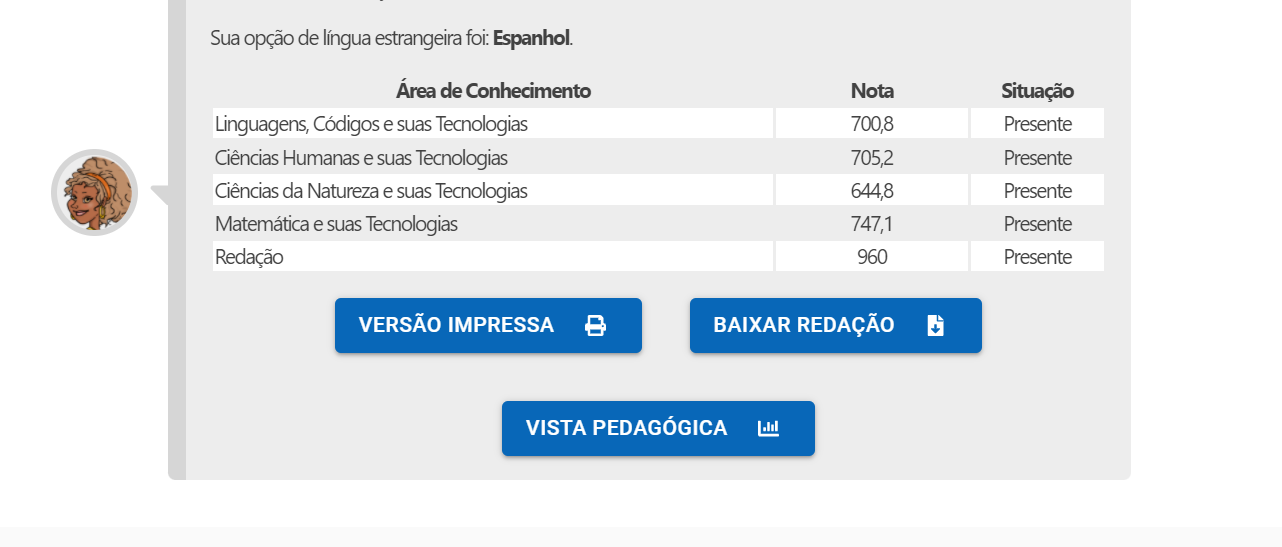 Sua opção de língua estrangeira foi: Espanhol.
Área de Conhecimento Nota Situação
Linguagens, Códigos e suas Tecnologias 700,8 Presente
Ciências Humanas e suas Tecnologias 705,2 Presente
Ciências da Natureza e suas Tecnologias 644,8 Presente
Matemática e suas Tecnologias 747,1 Presente
Redação 960 Presente
VERSÃO IMPRESSA BAIXAR REDAÇÃO
VISTA PEDAGÓGICA